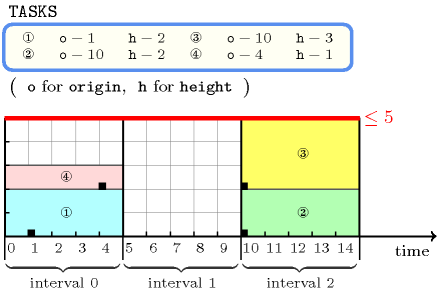 TASKS
① o − 1 h − 2 ③ o − 10 h − 3
② o − 10 h − 2 ④ o − 4 h − 1
( o for origin, h for height )
≤ 5
③
④
① ②
0 1 2 3 4 5 6 7 8 9 10 11 12 13 14
time
interval 0 interval 1 interval 2